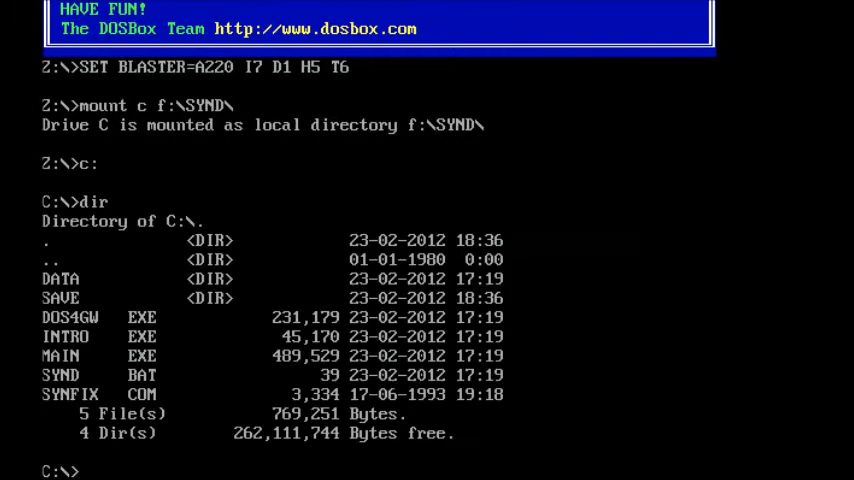 HAVE FUN!
The DOSBox Team http://www.dosbox.com
Z:\>SET BLASTER=A220 I7 D1 H5 T6
Z:\>mount c f:\SYND\
Drive C is mounted as local directory f:\SYND\
Z:\>c:
C:\>dir
Directory of C:\.
. <DIR> 23-02-2012 18:36
.. <DIR> 01-01-1980 0:00
DATA <DIR> 23-02-2012 17:19
SAVE <DIR> 23-02-2012 18:36
DOS4GW EXE 231,179 23-02-2012 17:19
INTRO EXE 45,170 23-02-2012 17:19
MAIN EXE 489,529 23-02-2012 17:19
SYND BAT 39 23-02-2012 17:19
SYNFIX COM 3,334 17-06-1993 19:18
5 File(s) 769,251 Bytes.
4 Dir(s) 262,111,744 Bytes free.
C:\>